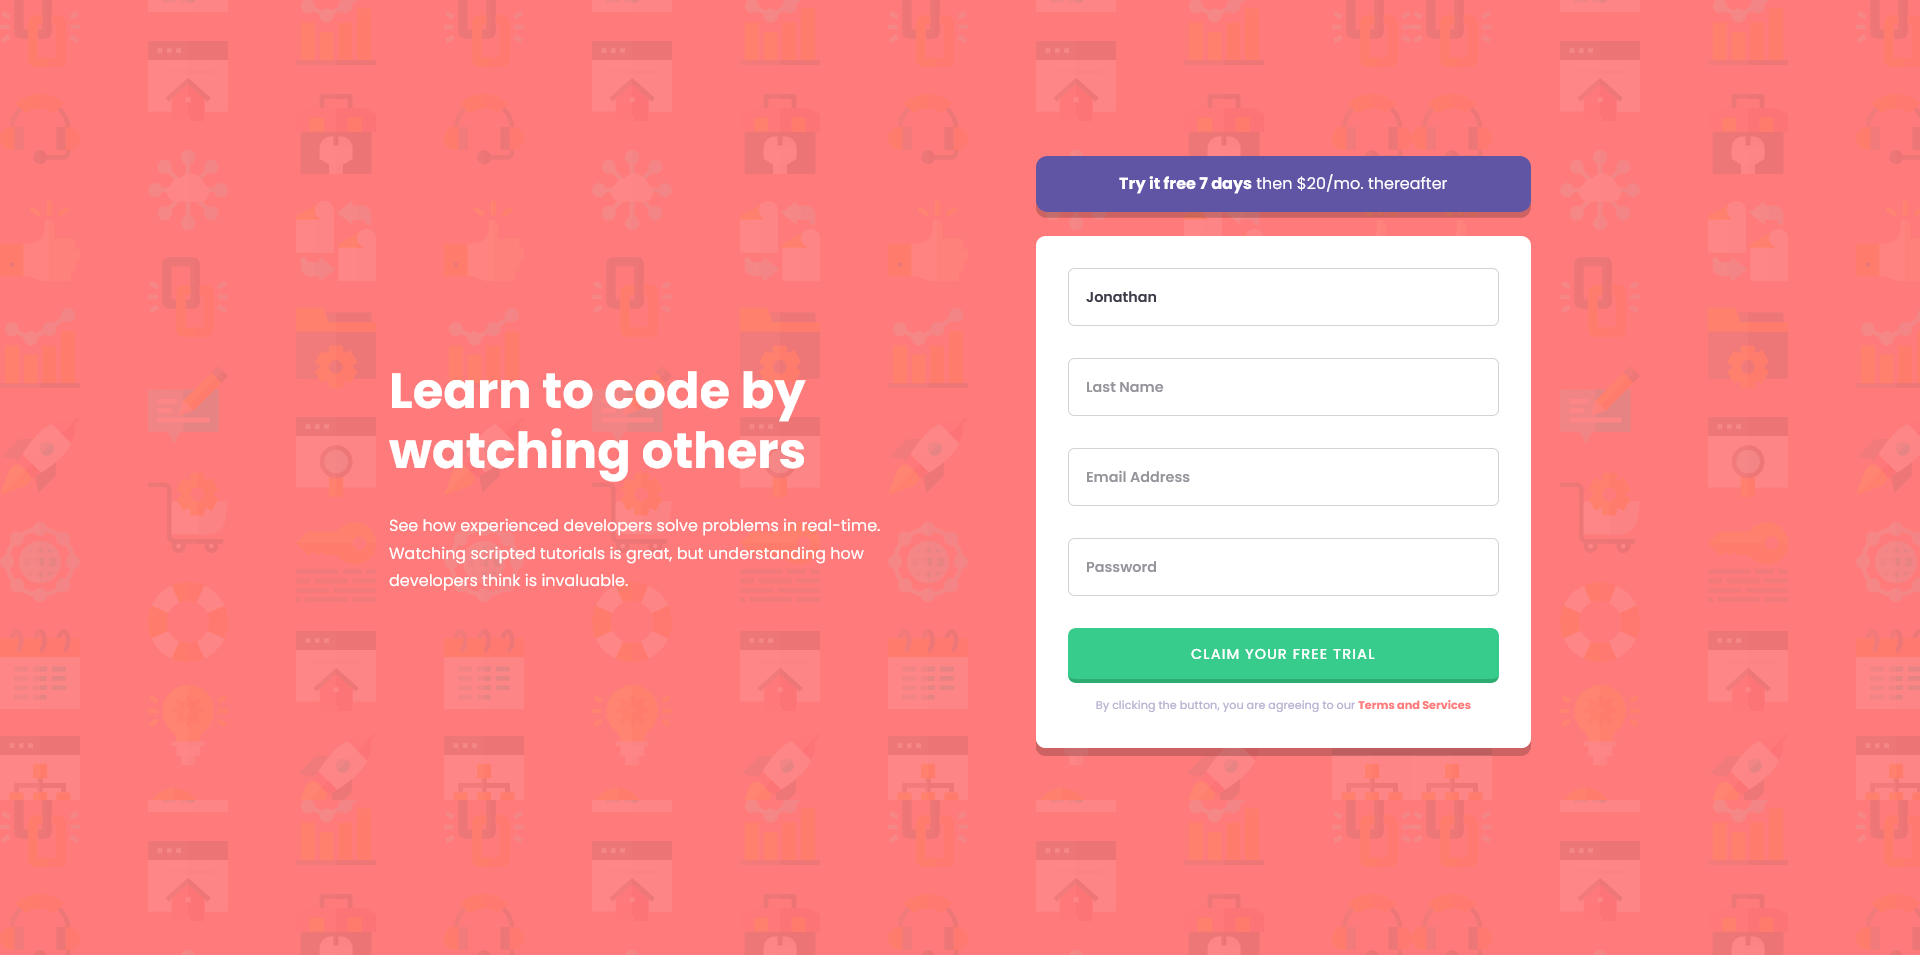 Learn to code by
watching others
See how experienced developers solve problems in real-time.
Watching scripted tutorials is great, but understanding how
developers think is invaluable.
Try it free 7 days then $20/mo. thereafter
Jonathan
Last Name
Email Address
Password
CLAIM YOUR FREE TRIAL
By clicking the button, you are agreeing to our Terms and Services